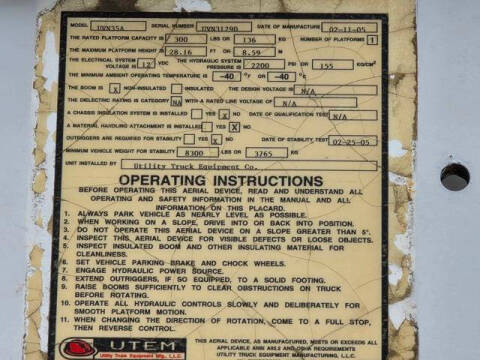 MODEL UVN35A SERIAL NUMBER UVN31290 DATE OF MANUFACTURE 02-11-05
THE RATED PLATFORM CAPACITY IS 300 LBS OR 136 KG NUMBER OF PLATFORMS 1
THE MAXIMUM PLATFORM HEIGHT IS 28.16 FT OR 8.59 M
THE ELECTRICAL SYSTEM VOLTAGE IS 12 VDC THE HYDRAULIC SYSTEM PRESSURE IS 2200 PSI OR 155 KG/CM²
THE MINIMUM AMBIENT OPERATING TEMPERATURE IS -40 °F OR -40 °C
THE BOOM IS X NON-INSULATED INSULATED THE DESIGN VOLTAGE IS N/A
THE DIELECTRIC RATING IS CATEGORY NA WITH A RATED LINE VOLTAGE OF N/A
A CHASSIS INSULATION SYSTEM IS INSTALLED YES X NO DATE OF QUALIFICATION TEST N/A
A MATERIAL HANDLING ATTACHMENT IS INSTALLED YES X NO
OUTRIGGERS ARE REQUIRED FOR STABILITY YES X NO DATE OF STABILITY TEST 02-25-05
MINIMUM VEHICLE WEIGHT FOR STABILITY 8300 LBS OR 3765 KG
UNIT INSTALLED BY Utility Truck Equipment Co.
OPERATING INSTRUCTIONS
BEFORE OPERATING THIS AERIAL DEVICE, READ AND UNDERSTAND ALL
OPERATING AND SAFETY INFORMATION IN THE MANUAL AND ALL
INFORMATION ON THIS PLACARD.
1. ALWAYS PARK VEHICLE AS NEARLY LEVEL AS POSSIBLE.
2. WHEN WORKING ON A SLOPE, DRIVE INTO OR BACK INTO POSITION.
3. DO NOT OPERATE THIS AERIAL DEVICE ON A SLOPE GREATER THAN 5°.
4. INSPECT THIS AERIAL DEVICE FOR VISIBLE DEFECTS OR LOOSE OBJECTS.
5. INSPECT INSULATED BOOM AND OTHER INSULATING MATERIAL FOR
CLEANLINESS.
6. SET VEHICLE PARKING BRAKE AND CHOCK WHEELS.
7. ENGAGE HYDRAULIC POWER SOURCE.
8. EXTEND OUTRIGGERS, IF SO EQUIPPED, TO A SOLID FOOTING.
9. RAISE BOOMS SUFFICIENTLY TO CLEAR OBSTRUCTIONS ON TRUCK
BEFORE ROTATING.
10. OPERATE ALL HYDRAULIC CONTROLS SLOWLY AND DELIBERATELY FOR
SMOOTH PLATFORM MOTION.
11. WHEN CHANGING THE DIRECTION OF ROTATION, COME TO A FULL STOP,
THEN REVERSE CONTROL.
UTEM
Utility Truck Equipment Mfg., LLC.
THIS AERIAL DEVICE, AS MANUFACTURED, MEETS OR EXCEEDS ALL
APPLICABLE ANSI A92.2 AND OSHA REQUIREMENTS
UTILITY TRUCK EQUIPMENT MANUFACTURING, LLC.